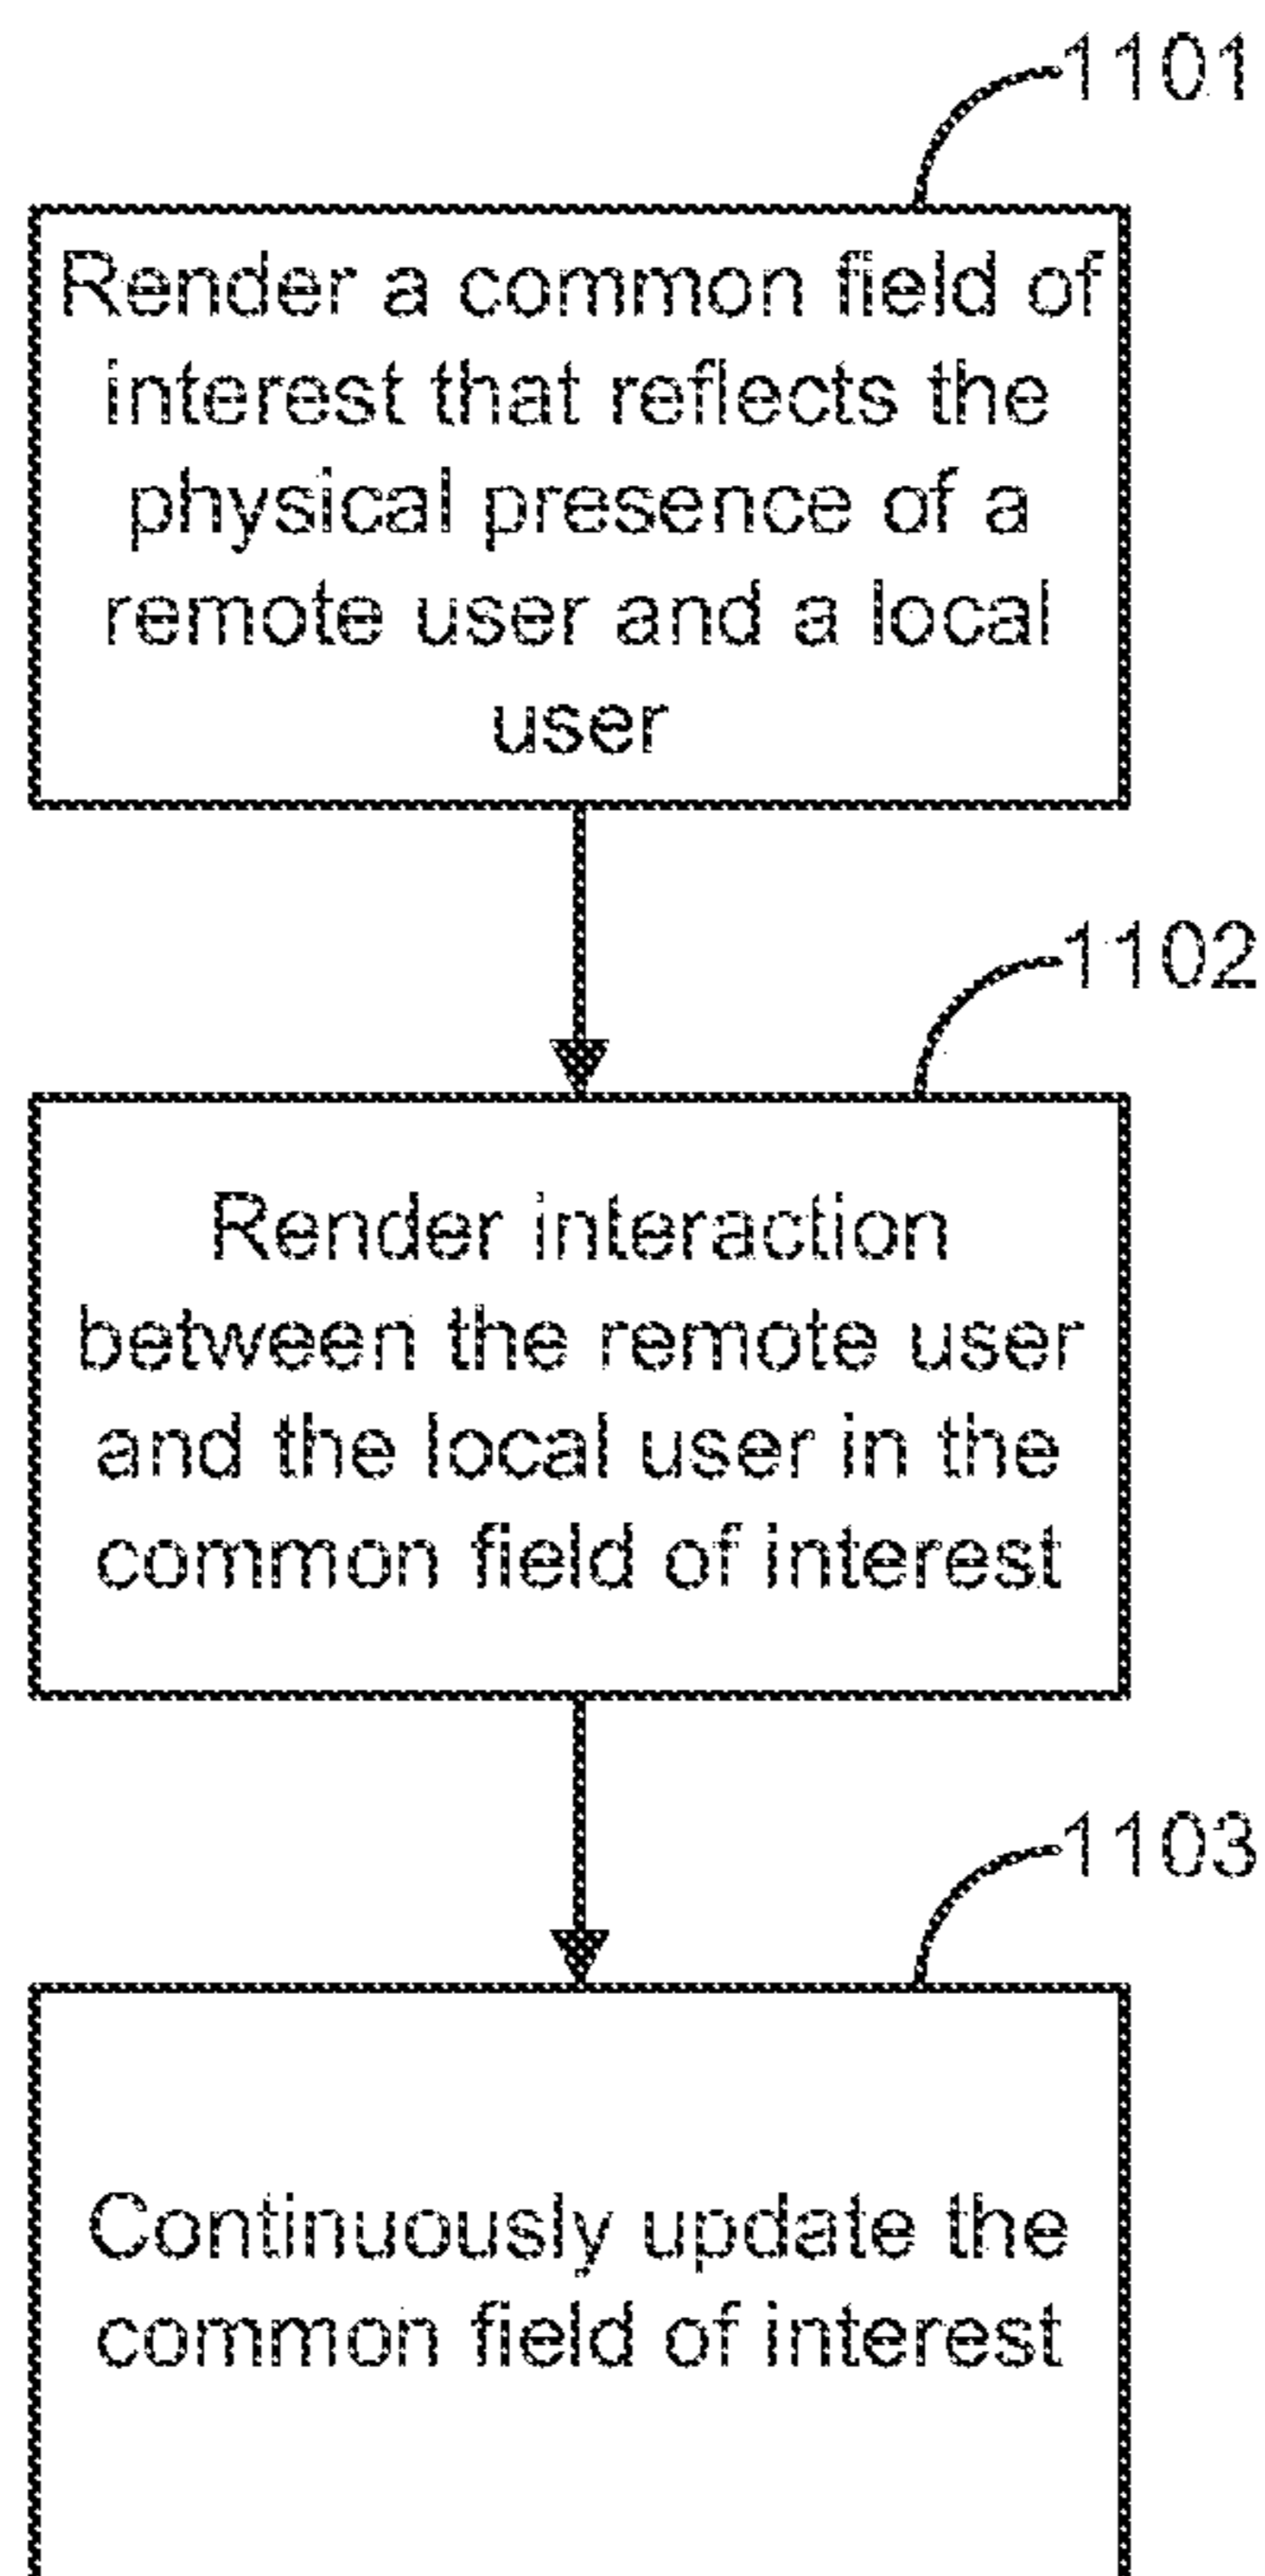 1101
Render a common field of
interest that reflects the
physical presence of a
remote user and a local
user
1102
Render interaction
between the remote user
and the local user in the
common field of interest
1103
Continuously update the
common field of interest